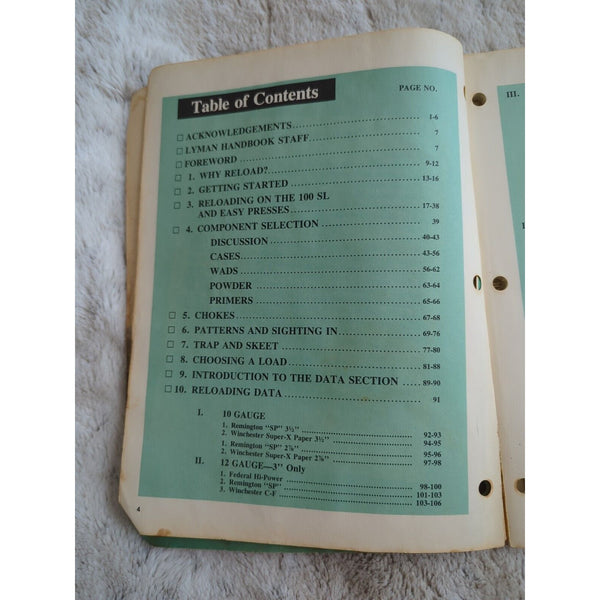 Table of Contents
PAGE NO.
☐ ACKNOWLEDGEMENTS 1-6
☐ LYMAN HANDBOOK STAFF 7
☐ FOREWORD 7
☐ 1. WHY RELOAD? 9-12
☐ 2. GETTING STARTED 13-16
☐ 3. RELOADING ON THE 100 SL
AND EASY PRESSES 17-38
☐ 4. COMPONENT SELECTION 39
DISCUSSION 40-43
CASES 43-56
WADS 56-62
POWDER 63-64
PRIMERS 65-66
☐ 5. CHOKES 67-68
☐ 6. PATTERNS AND SIGHTING IN 69-76
☐ 7. TRAP AND SKEET 77-80
☐ 8. CHOOSING A LOAD 81-88
☐ 9. INTRODUCTION TO THE DATA SECTION 89-90
☐ 10. RELOADING DATA 91
I. 10 GAUGE
1. Remington "SP" 3½" 92-93
2. Winchester Super-X Paper 3½" 94-95
1. Remington "SP" 2⅞" 95-96
2. Winchester Super-X Paper 2⅞" 97-98
II. 12 GAUGE—3" Only
1. Federal Hi-Power 98-100
2. Remington "SP" 101-103
3. Winchester C-F 103-106
4
III.